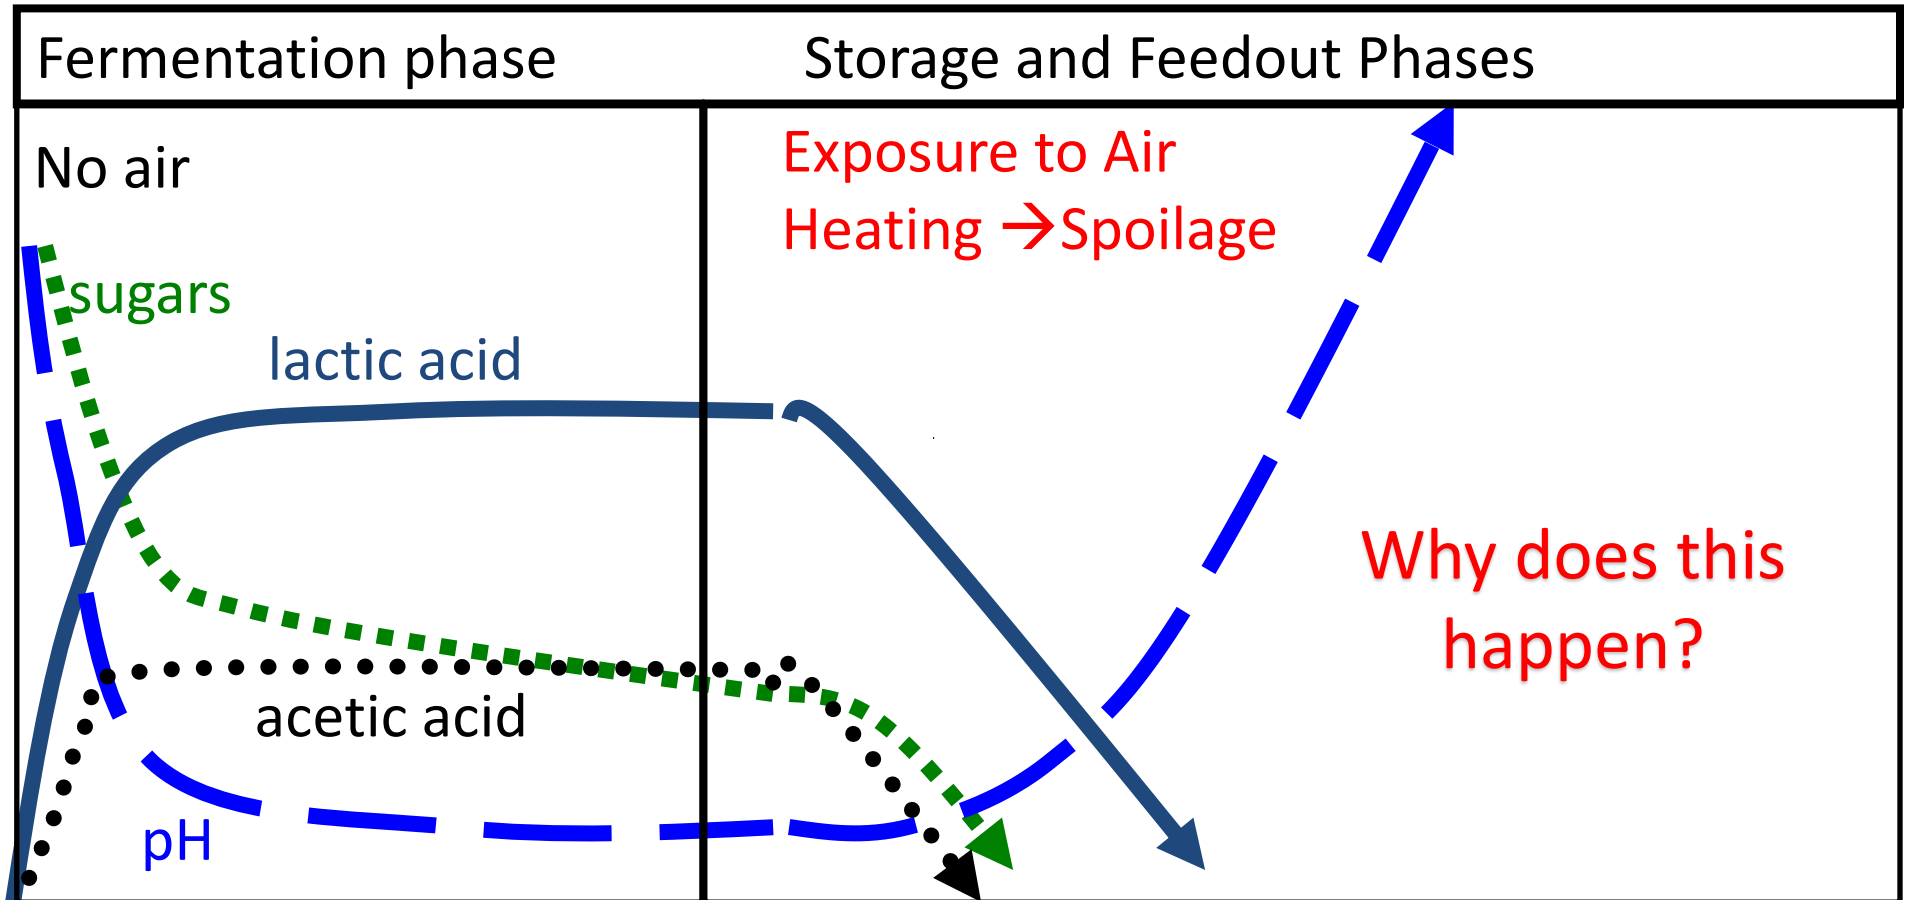 Fermentation phase
Storage and Feedout Phases
No air
Exposure to Air
Heating →Spoilage
sugars
lactic acid
Why does this
happen?
acetic acid
pH